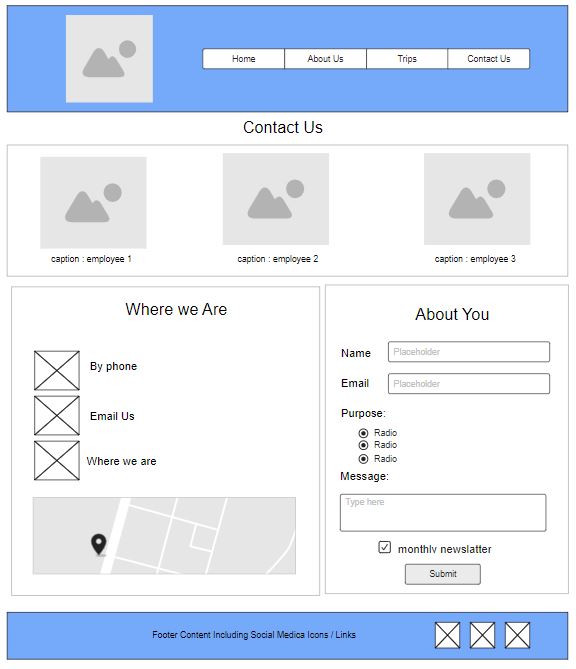 Home About Us Trips Contact Us
Contact Us
caption : employee 1 caption : employee 2 caption : employee 3
Where we Are
By phone
Email Us
Where we are
About You
Name Placeholder
Email Placeholder
Purpose:
Radio
Radio
Radio
Message:
Type here
monthly newslatter
Submit
Footer Content Including Social Medica Icons / Links